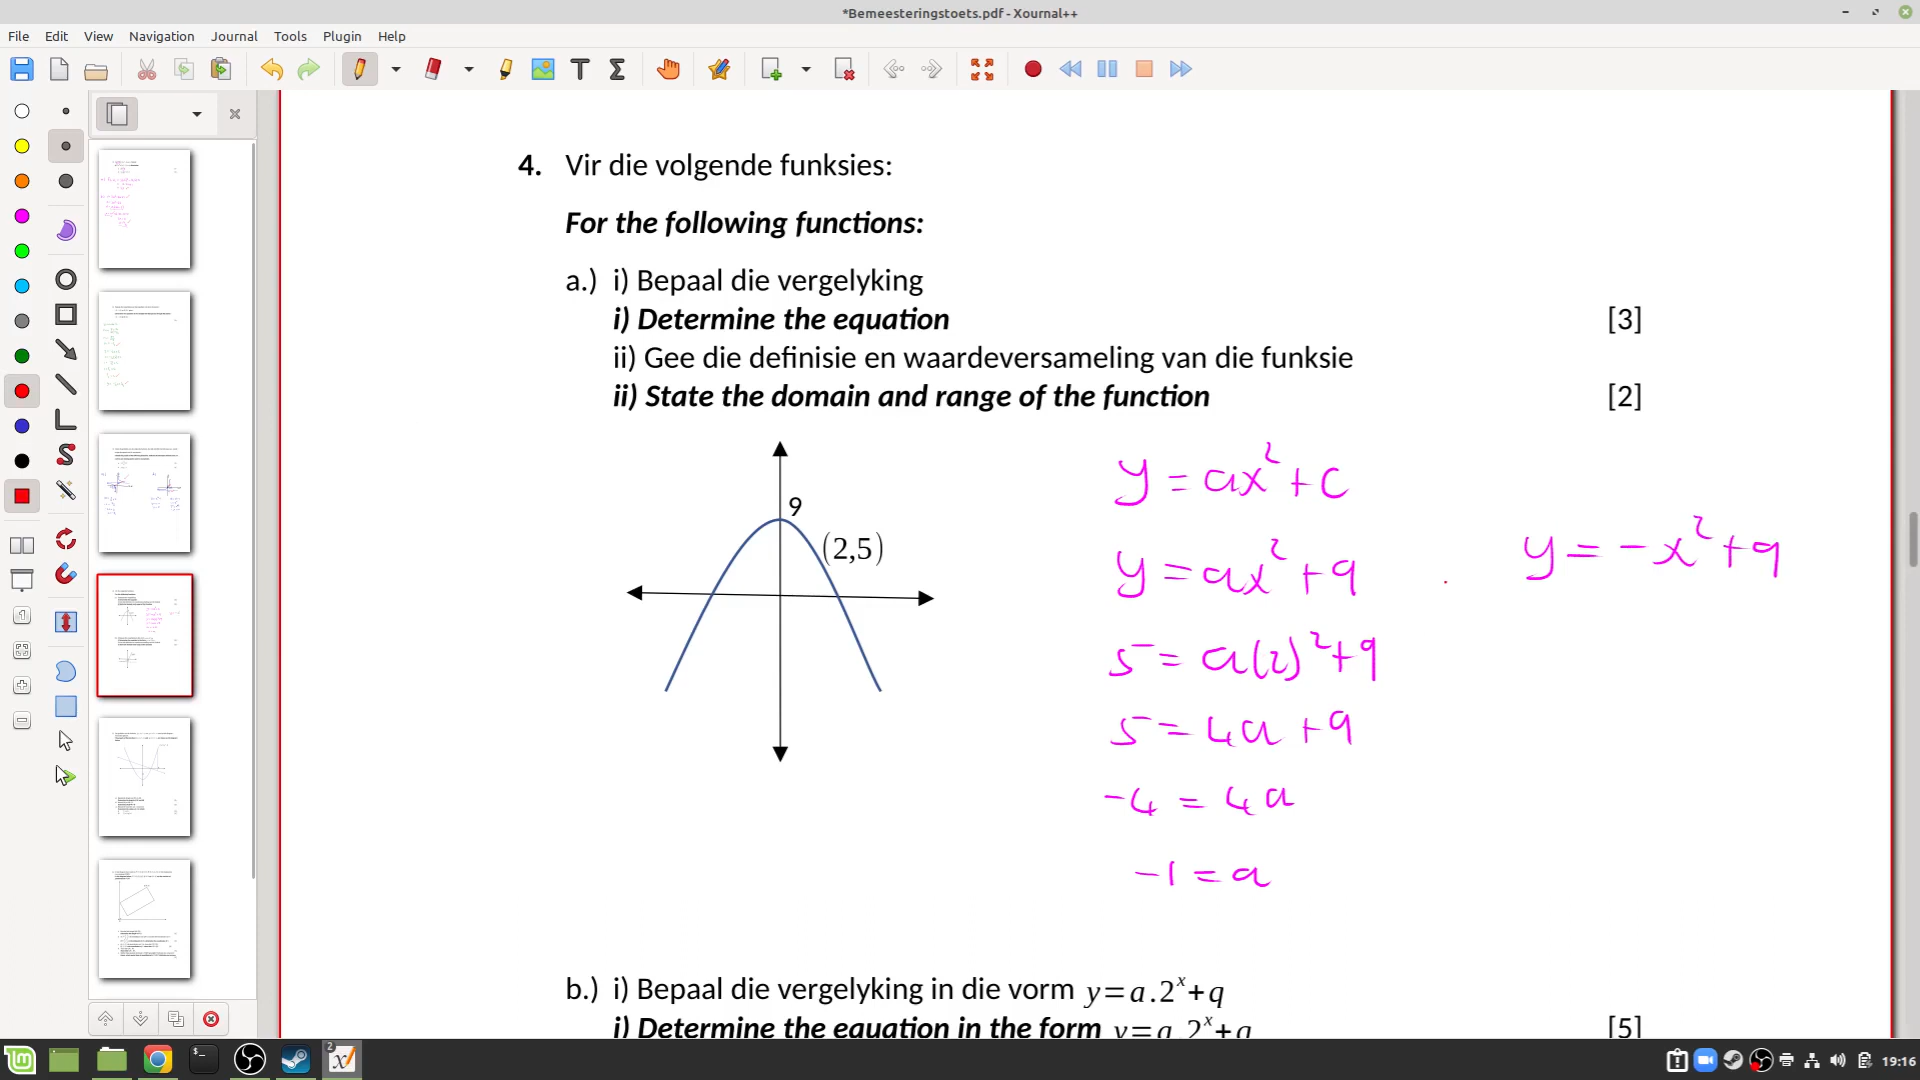 *Bemeesteringstoets.pdf - Xournal++
File Edit View Navigation Journal Tools Plugin Help
4. Vir die volgende funksies:
For the following functions:
a.) i) Bepaal die vergelyking
i) Determine the equation [3]
ii) Gee die definisie en waardeversameling van die funksie
ii) State the domain and range of the function [2]
9
(2,5)
y = ax² + c
y = ax² + 9
y = -x² + 9
5 = a(2)² + 9
5 = 4a + 9
-4 = 4a
-1 = a
b.) i) Bepaal die vergelyking in die vorm y=a.2ˣ+q
i) Determine the equation in the form y=a.2ˣ+q [5]
19:16